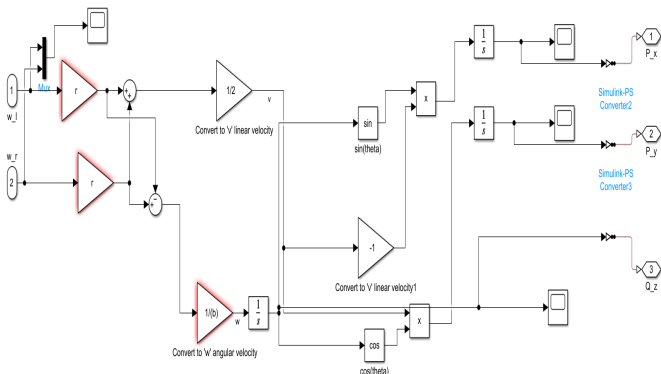 1
w_l
Mux
r
+
+
1/2
v
Convert to 'v' linear velocity
w_r
2
r
+
-
1/(b)
w
Convert to 'w' angular velocity
1
s
sin
sin(theta)
-1
Convert to 'v' linear velocity1
x
1
s
1
P_x
Simulink-PS
Converter2
1
s
2
P_y
Simulink-PS
Converter3
x
cos
cos(theta)
3
Q_z